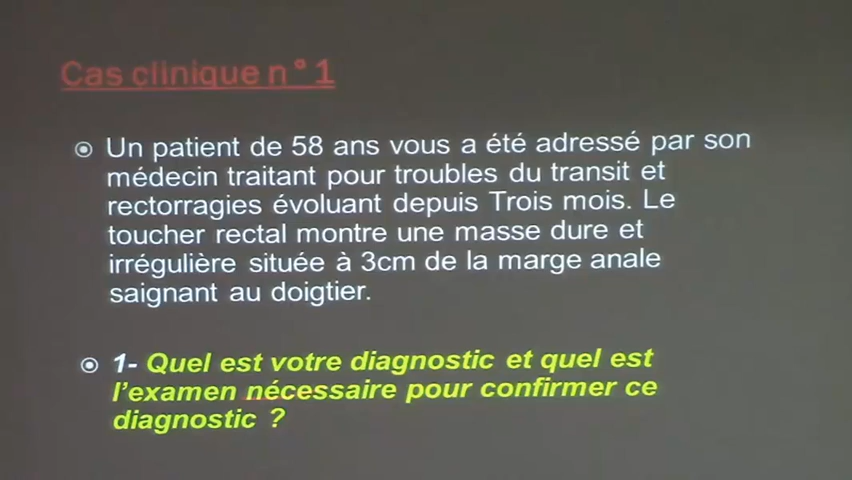 Cas clinique n°1
Un patient de 58 ans vous a été adressé par son
médecin traitant pour troubles du transit et
rectorragies évoluant depuis Trois mois. Le
toucher rectal montre une masse dure et
irrégulière située à 3cm de la marge anale
saignant au doigtier.
1- Quel est votre diagnostic et quel est
l'examen nécessaire pour confirmer ce
diagnostic ?